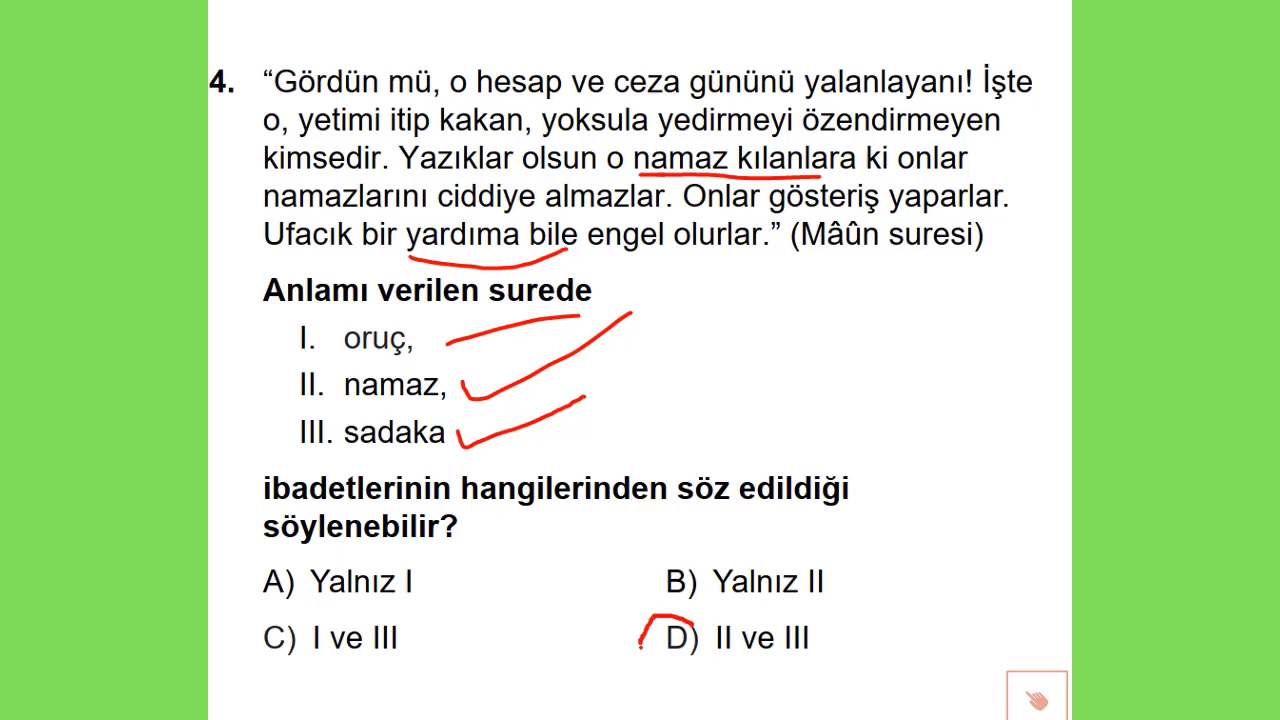 4. “Gördün mü, o hesap ve ceza gününü yalanlayanı! İşte
o, yetimi itip kakan, yoksula yedirmeyi özendirmeyen
kimsedir. Yazıklar olsun o namaz kılanlara ki onlar
namazlarını ciddiye almazlar. Onlar gösteriş yaparlar.
Ufacık bir yardıma bile engel olurlar.” (Mâûn suresi)
Anlamı verilen surede
I. oruç,
II. namaz,
III. sadaka
ibadetlerinin hangilerinden söz edildiği
söylenebilir?
A) Yalnız I B) Yalnız II
C) I ve III D) II ve III